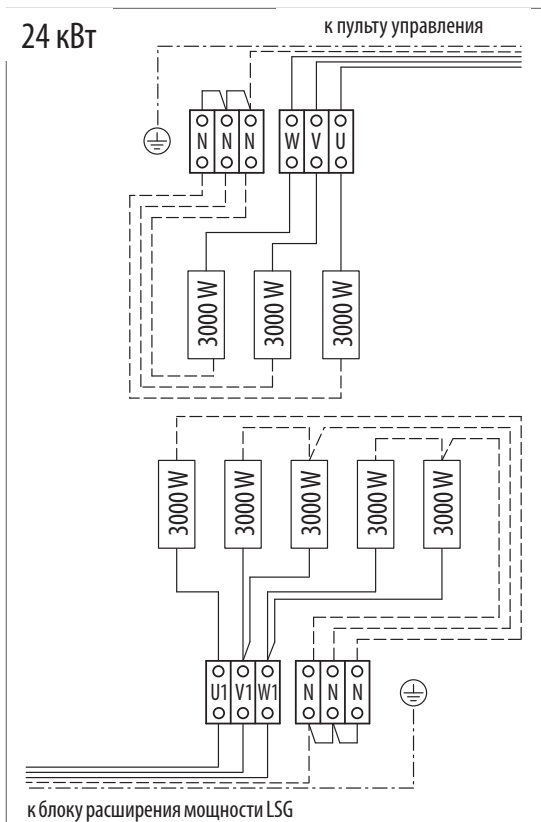 24 кВт
к пульту управления
N N N W V U
3000 W 3000 W 3000 W
3000 W 3000 W 3000 W 3000 W 3000 W
U1 V1 W1 N N N
к блоку расширения мощности LSG